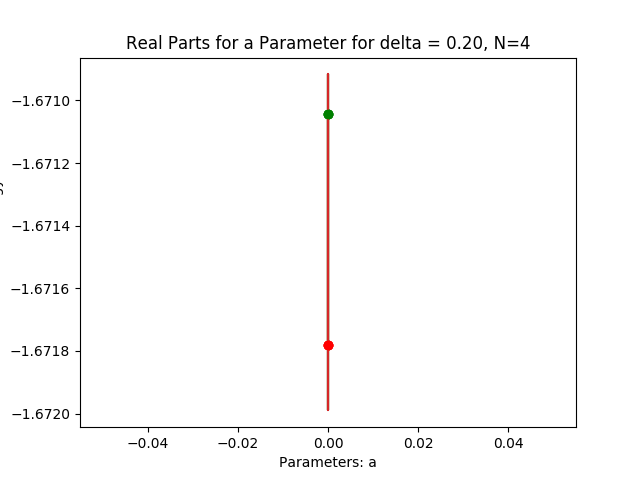 Real Parts for a Parameter for delta = 0.20, N=4
−1.6710
−1.6712
−1.6714
−1.6716
−1.6718
−1.6720
−0.04 −0.02 0.00 0.02 0.04
Parameters: a